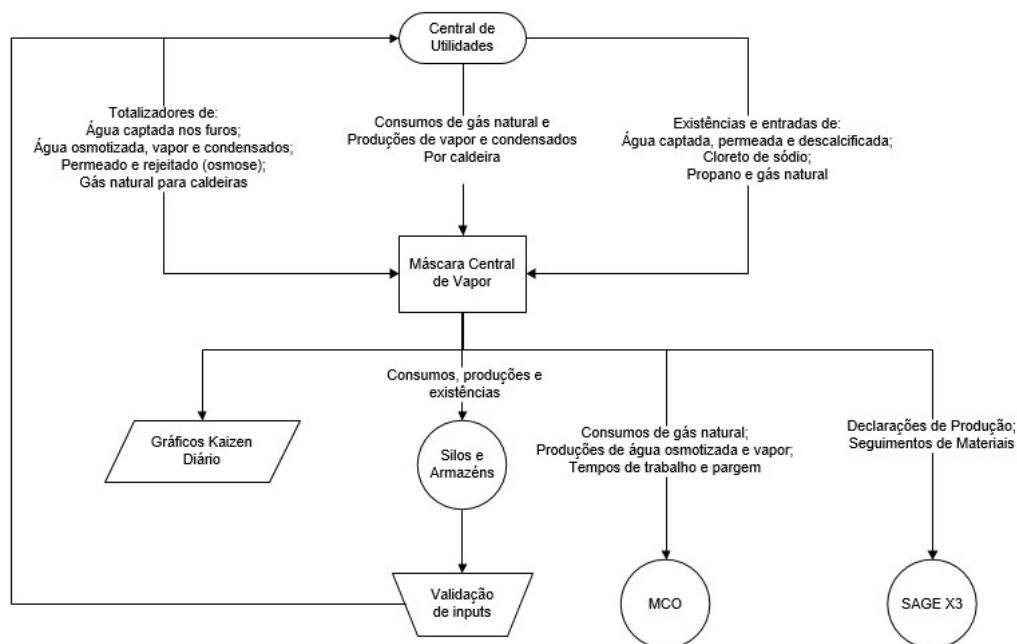 Central de
Utilidades
Totalizadores de:
Água captada nos furos;
Água osmotizada, vapor e condensados;
Permeado e rejeitado (osmose);
Gás natural para caldeiras
Consumos de gás natural e
Produções de vapor e condensados
Por caldeira
Existências e entradas de:
Água captada, permeada e descalcificada;
Cloreto de sódio;
Propano e gás natural
Máscara Central
de Vapor
Consumos, produções e
existências
Gráficos Kaizen
Diário
Silos e
Armazéns
Consumos de gás natural;
Produções de água osmotizada e vapor;
Tempos de trabalho e pargem
Declarações de Produção;
Seguimentos de Materiais
Validação
de inputs
MCO
SAGE X3